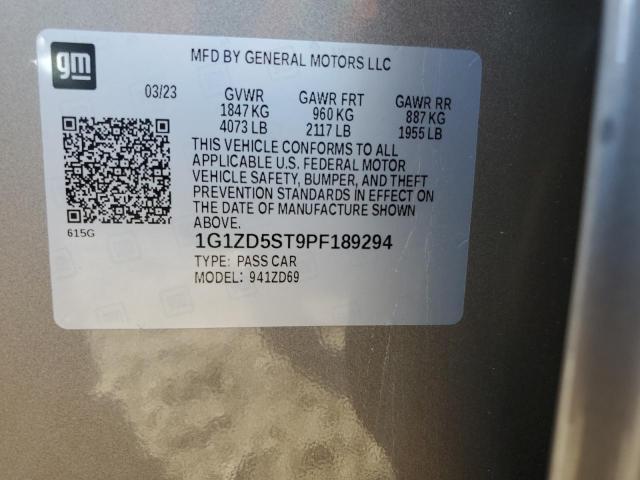 gm
MFD BY GENERAL MOTORS LLC
03/23 GVWR GAWR FRT GAWR RR
1847 KG 960 KG 887 KG
4073 LB 2117 LB 1955 LB
THIS VEHICLE CONFORMS TO ALL
APPLICABLE U.S. FEDERAL MOTOR
VEHICLE SAFETY, BUMPER, AND THEFT
PREVENTION STANDARDS IN EFFECT ON
THE DATE OF MANUFACTURE SHOWN
ABOVE.
615G
1G1ZD5ST9PF189294
TYPE: PASS CAR
MODEL: 941ZD69